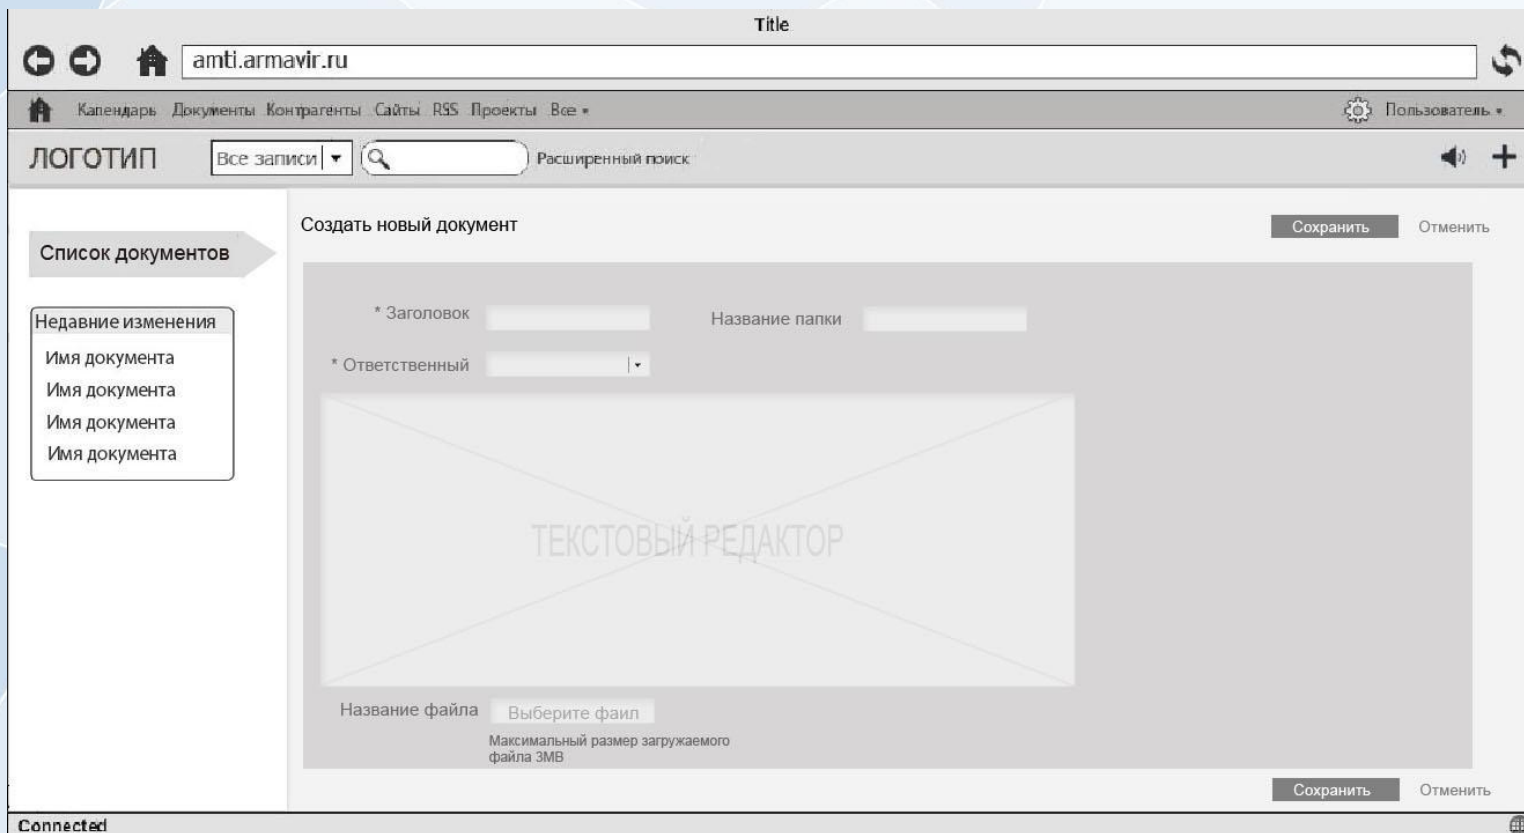 Title
amti.armavir.ru
Календарь Документы Контрагенты Сайты RSS Проекты Все
Пользователь
ЛОГОТИП
Все записи
Расширенный поиск
Создать новый документ
Сохранить
Отменить
Список документов
* Заголовок
Название папки
Недавние изменения
Имя документа
Имя документа
Имя документа
Имя документа
* Ответственный
ТЕКСТОВЫЙ РЕДАКТОР
Название файла
Выберите фаил
Максимальный размер загружаемого
файла 3МВ
Сохранить
Отменить
Connected